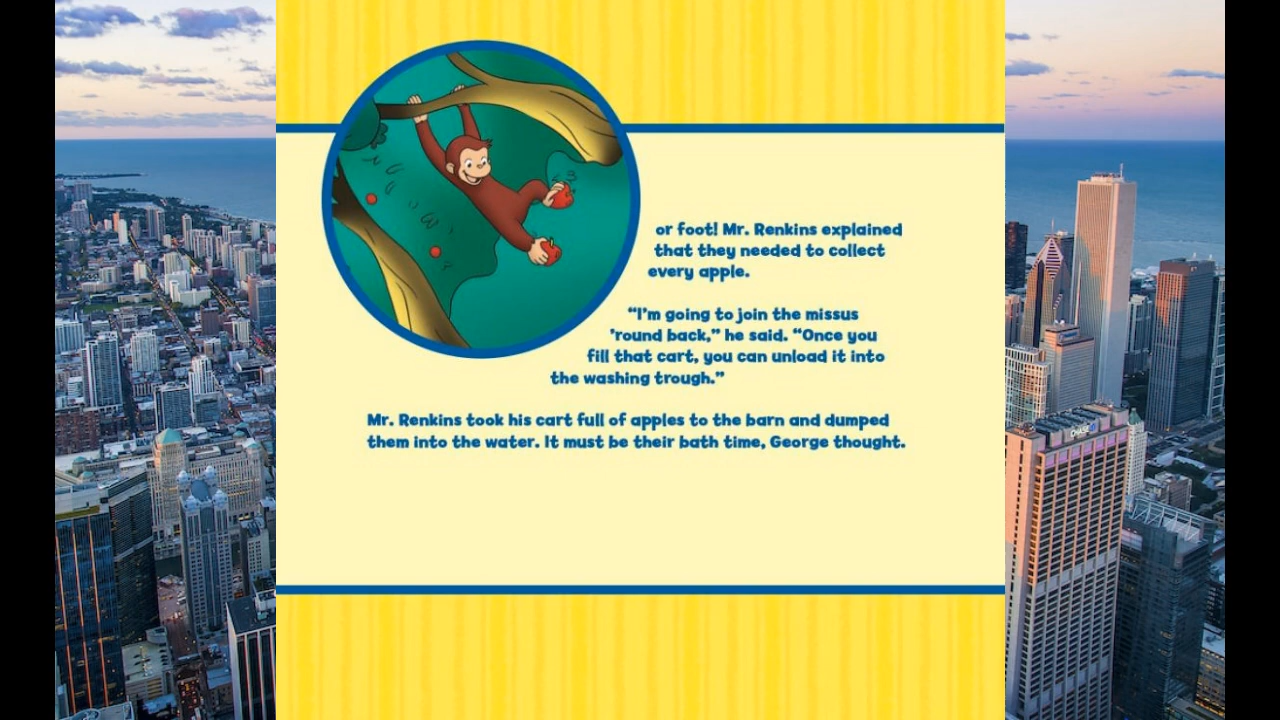 or foot! Mr. Renkins explained
that they needed to collect
every apple.
“I’m going to join the missus
’round back,” he said. “Once you
fill that cart, you can unload it into
the washing trough.”
Mr. Renkins took his cart full of apples to the barn and dumped
them into the water. It must be their bath time, George thought.
CHASE